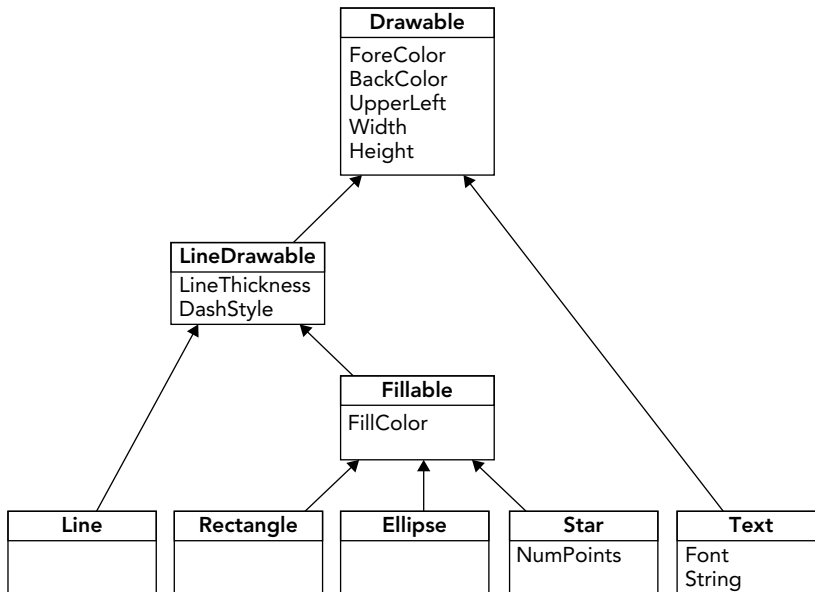 Drawable
ForeColor
BackColor
UpperLeft
Width
Height
LineDrawable
LineThickness
DashStyle
Fillable
FillColor
Line
Rectangle
Ellipse
Star
NumPoints
Text
Font
String